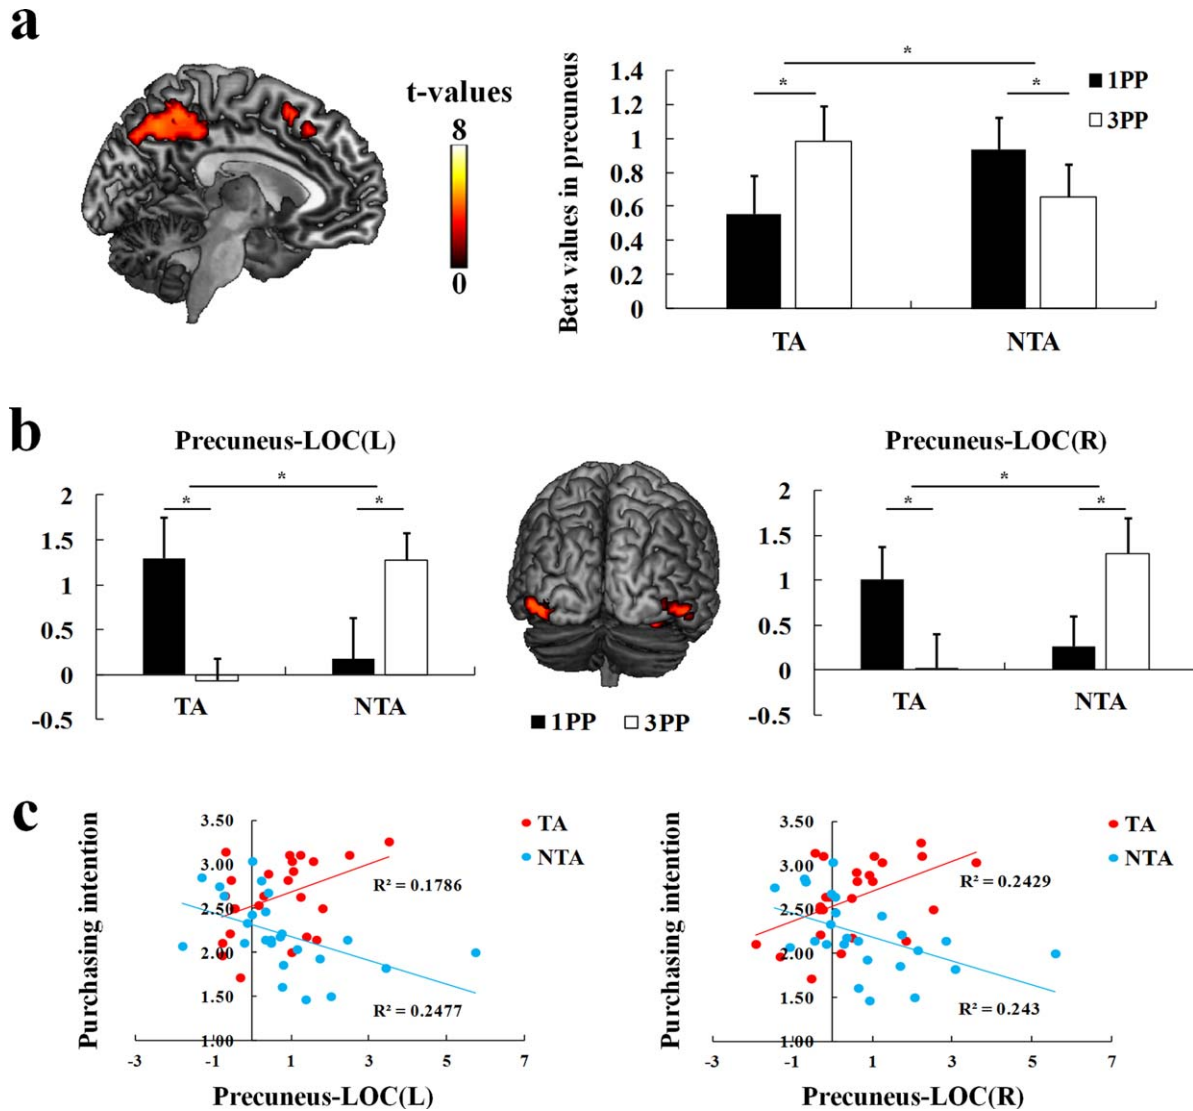 a
t-values
8
0
Beta values in precuneus
1.4
1.2
1
0.8
0.6
0.4
0.2
0
*
*
*
1PP
3PP
TA
NTA
b
Precuneus-LOC(L)
2
1.5
1
0.5
0
-0.5
*
*
*
TA
NTA
1PP
3PP
Precuneus-LOC(R)
2
1.5
1
0.5
0
-0.5
*
*
*
TA
NTA
c
Purchasing intention
3.50
3.00
2.50
2.00
1.50
1.00
TA
NTA
R² = 0.1786
R² = 0.2477
-3
-1
1
3
5
7
Precuneus-LOC(L)
Purchasing intention
3.50
3.00
2.50
2.00
1.50
1.00
TA
NTA
R² = 0.2429
R² = 0.243
-3
-1
1
3
5
7
Precuneus-LOC(R)